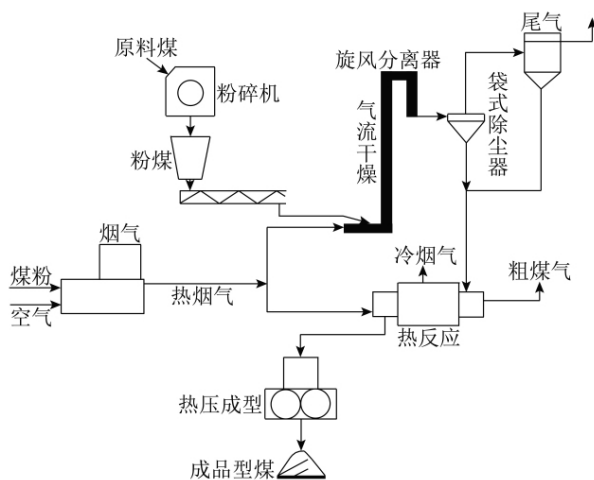 尾气
原料煤
旋风分离器
粉碎机
袋式除尘器
气流干燥
粉煤
烟气
冷烟气
粗煤气
煤粉
热烟气
空气
热反应
热压成型
成品型煤